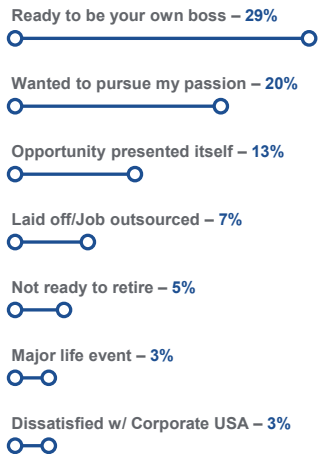 Ready to be your own boss – 29%
Wanted to pursue my passion – 20%
Opportunity presented itself – 13%
Laid off/Job outsourced – 7%
Not ready to retire – 5%
Major life event – 3%
Dissatisfied w/ Corporate USA – 3%